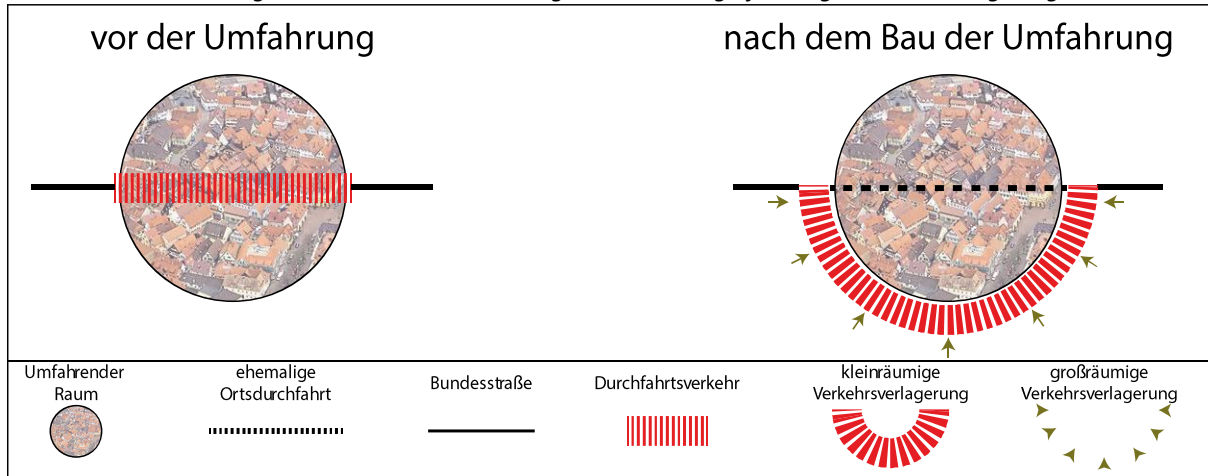 vor der Umfahrung
nach dem Bau der Umfahrung
Umfahrender
Raum
ehemalige
Ortsdurchfahrt
Bundesstraße
Durchfahrtsverkehr
kleinräumige
Verkehrsverlagerung
großräumige
Verkehrsverlagerung